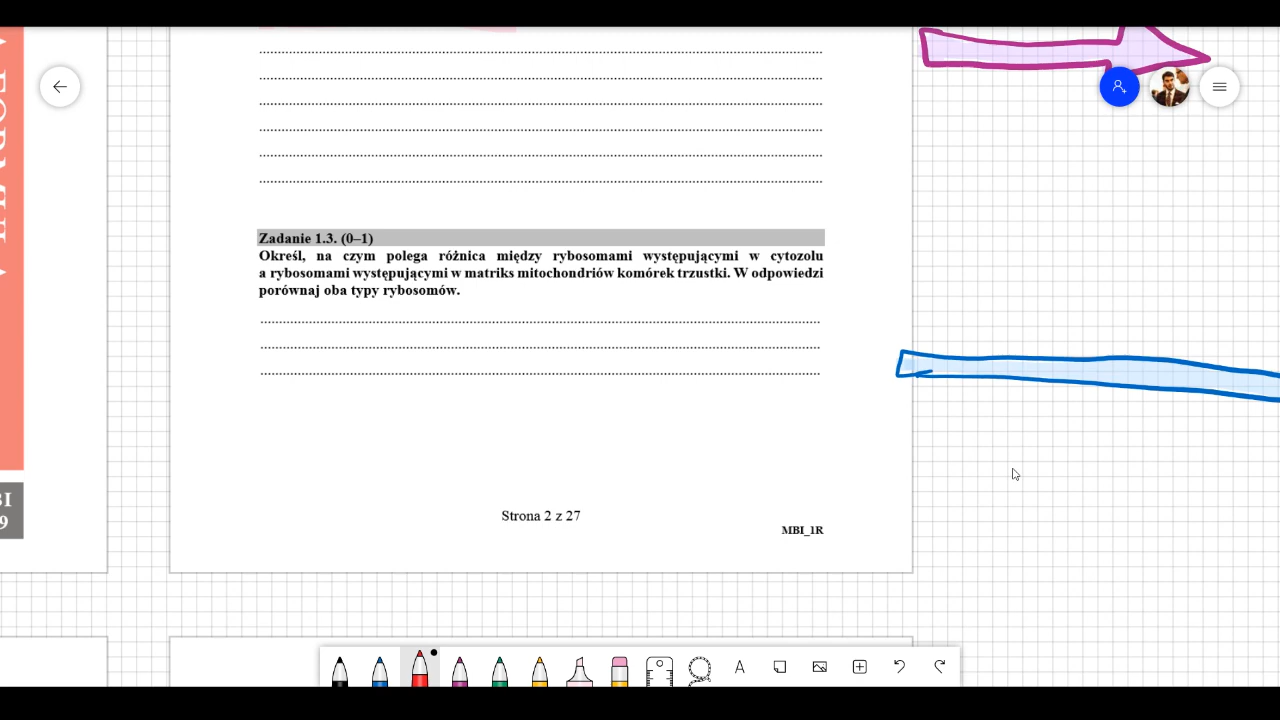 Zadanie 1.3. (0–1)
Określ, na czym polega różnica między rybosomami występującymi w cytozolu
a rybosomami występującymi w matriks mitochondriów komórek trzustki. W odpowiedzi
porównaj oba typy rybosomów.
Strona 2 z 27
MBI_1R
A